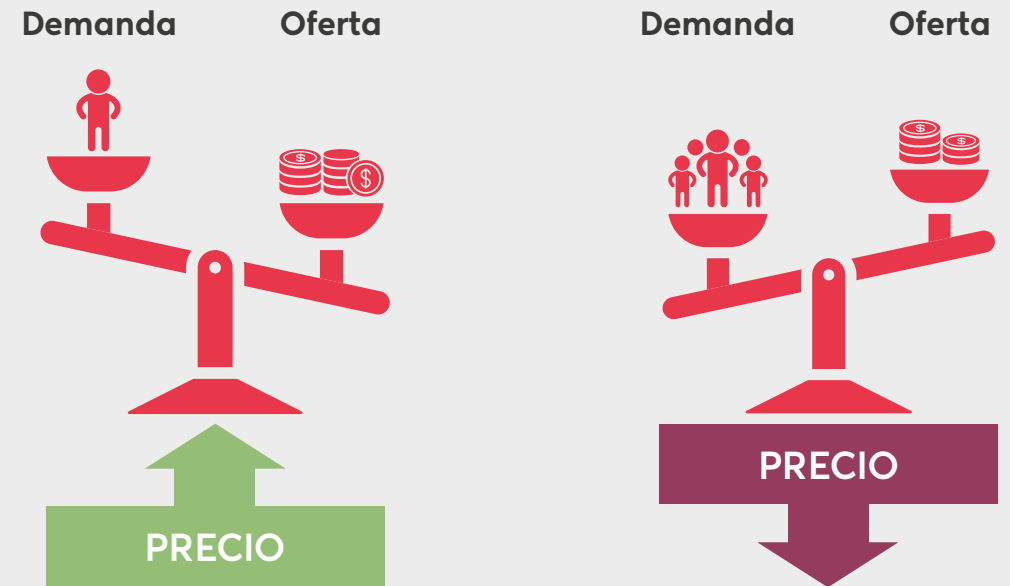 Demanda Oferta
Demanda Oferta
$ $
$ $
PRECIO
PRECIO